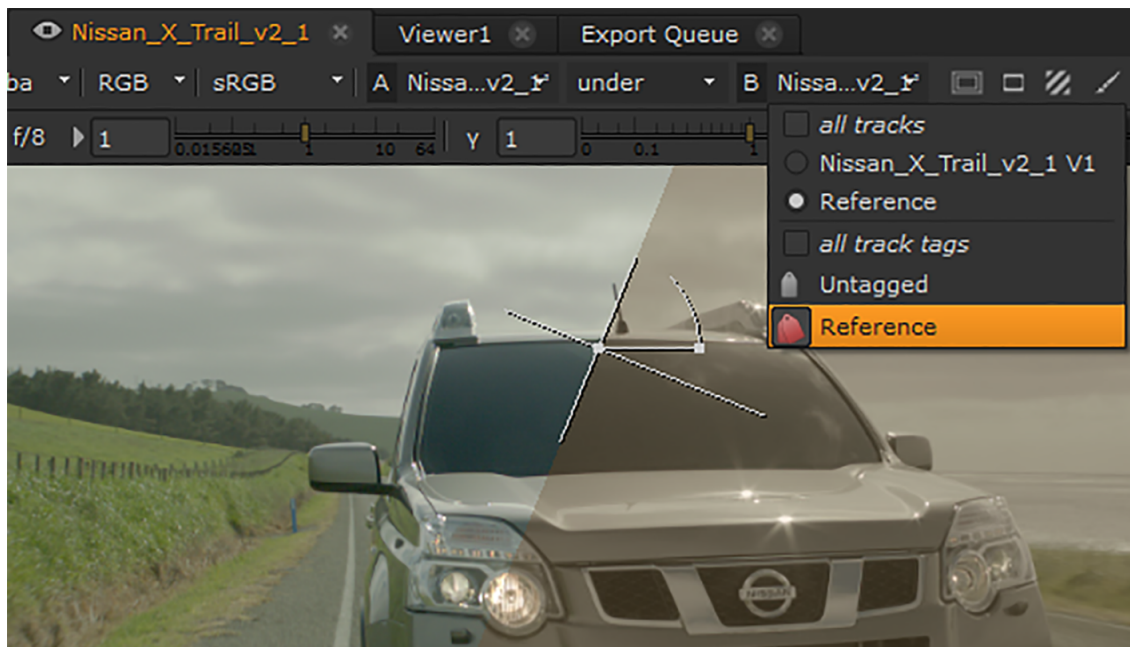 Nissan_X_Trail_v2_1 Viewer1 Export Queue
ba RGB sRGB A Nissa...v2_1 under B Nissa...v2_1
f/8 1 1 10 64 Y 1 0 0.1 1
all tracks
Nissan_X_Trail_v2_1 V1
Reference
all track tags
Untagged
Reference
NISSAN